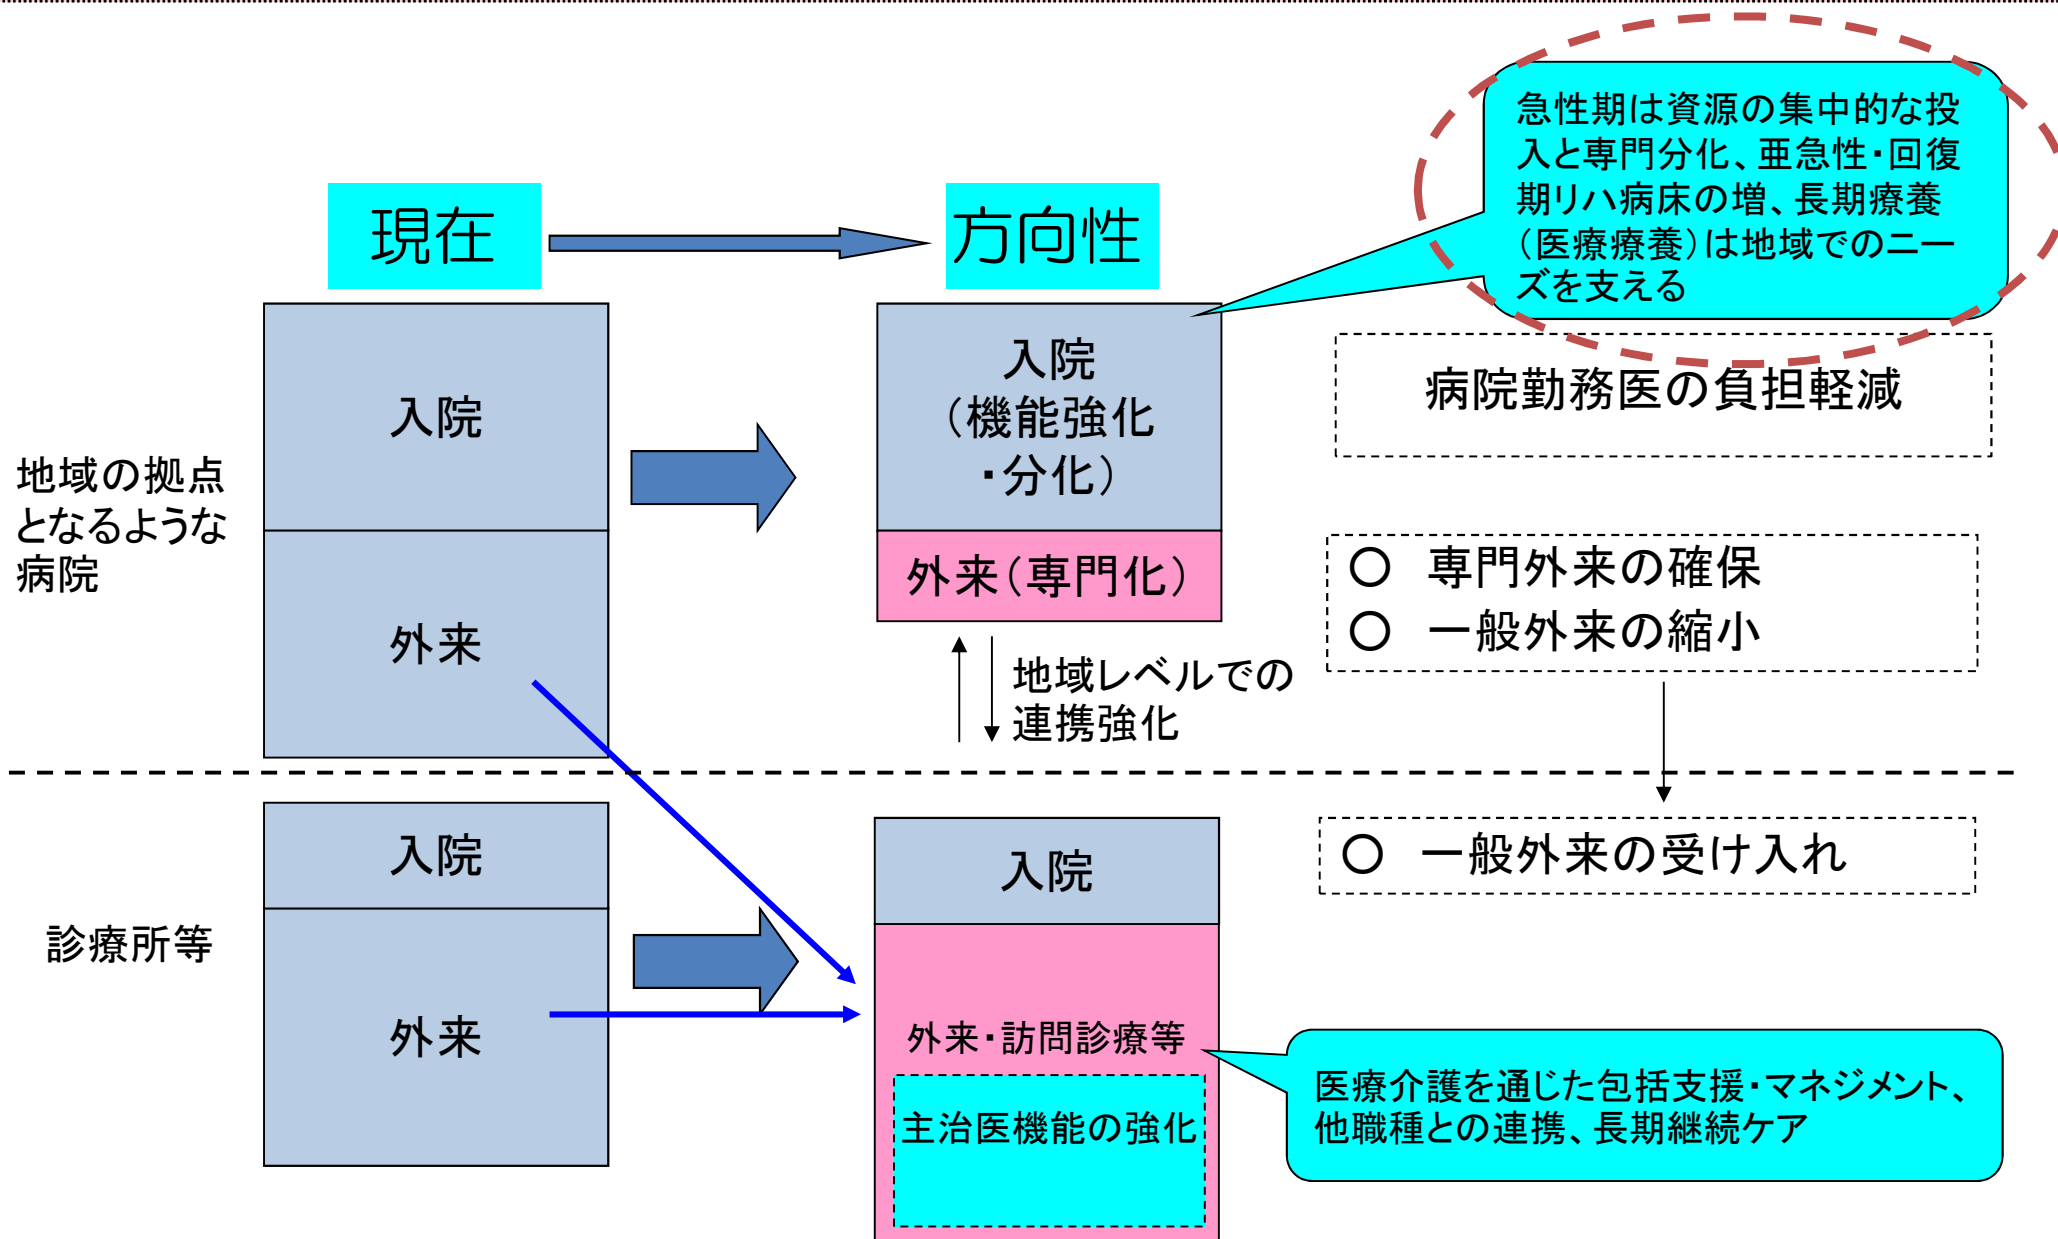 現在
方向性
急性期は資源の集中的な投
入と専門分化、亜急性・回復
期リハ病床の増、長期療養
（医療療養）は地域でのニー
ズを支える
地域の拠点
となるような
病院
入院
外来
入院
（機能強化
・分化）
外来（専門化）
病院勤務医の負担軽減
○　専門外来の確保
○　一般外来の縮小
地域レベルでの
連携強化
診療所等
入院
外来
入院
外来・訪問診療等
主治医機能の強化
○　一般外来の受け入れ
医療介護を通じた包括支援・マネジメント、
他職種との連携、長期継続ケア